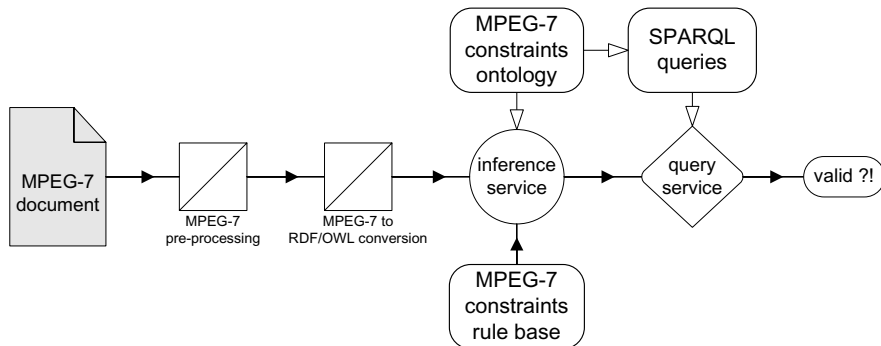 MPEG-7
constraints
ontology
SPARQL
queries
MPEG-7
document
MPEG-7
pre-processing
MPEG-7 to
RDF/OWL conversion
inference
service
query
service
valid ?!
MPEG-7
constraints
rule base